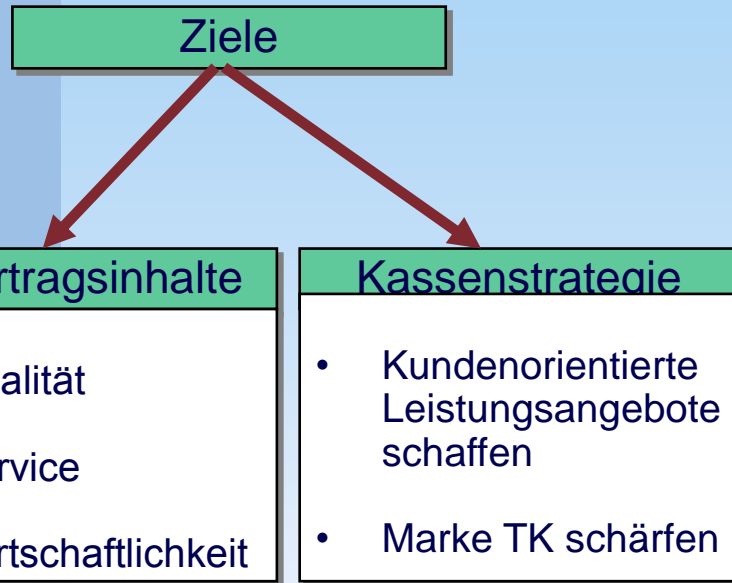 Ziele
rtragsinhalte
alität
rvice
rtschaftlichkeit
Kassenstrategie
• Kundenorientierte
Leistungsangebote
schaffen
• Marke TK schärfen